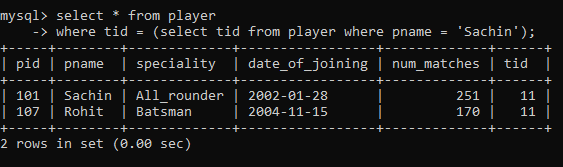 mysql> select * from player
    -> where tid = (select tid from player where pname = 'Sachin');
+-----+--------+-------------+-----------------+-------------+------+
| pid | pname  | speciality  | date_of_joining | num_matches | tid  |
+-----+--------+-------------+-----------------+-------------+------+
| 101 | Sachin | All_rounder | 2002-01-28      |         251 |   11 |
| 107 | Rohit  | Batsman     | 2004-11-15      |         170 |   11 |
+-----+--------+-------------+-----------------+-------------+------+
2 rows in set (0.00 sec)